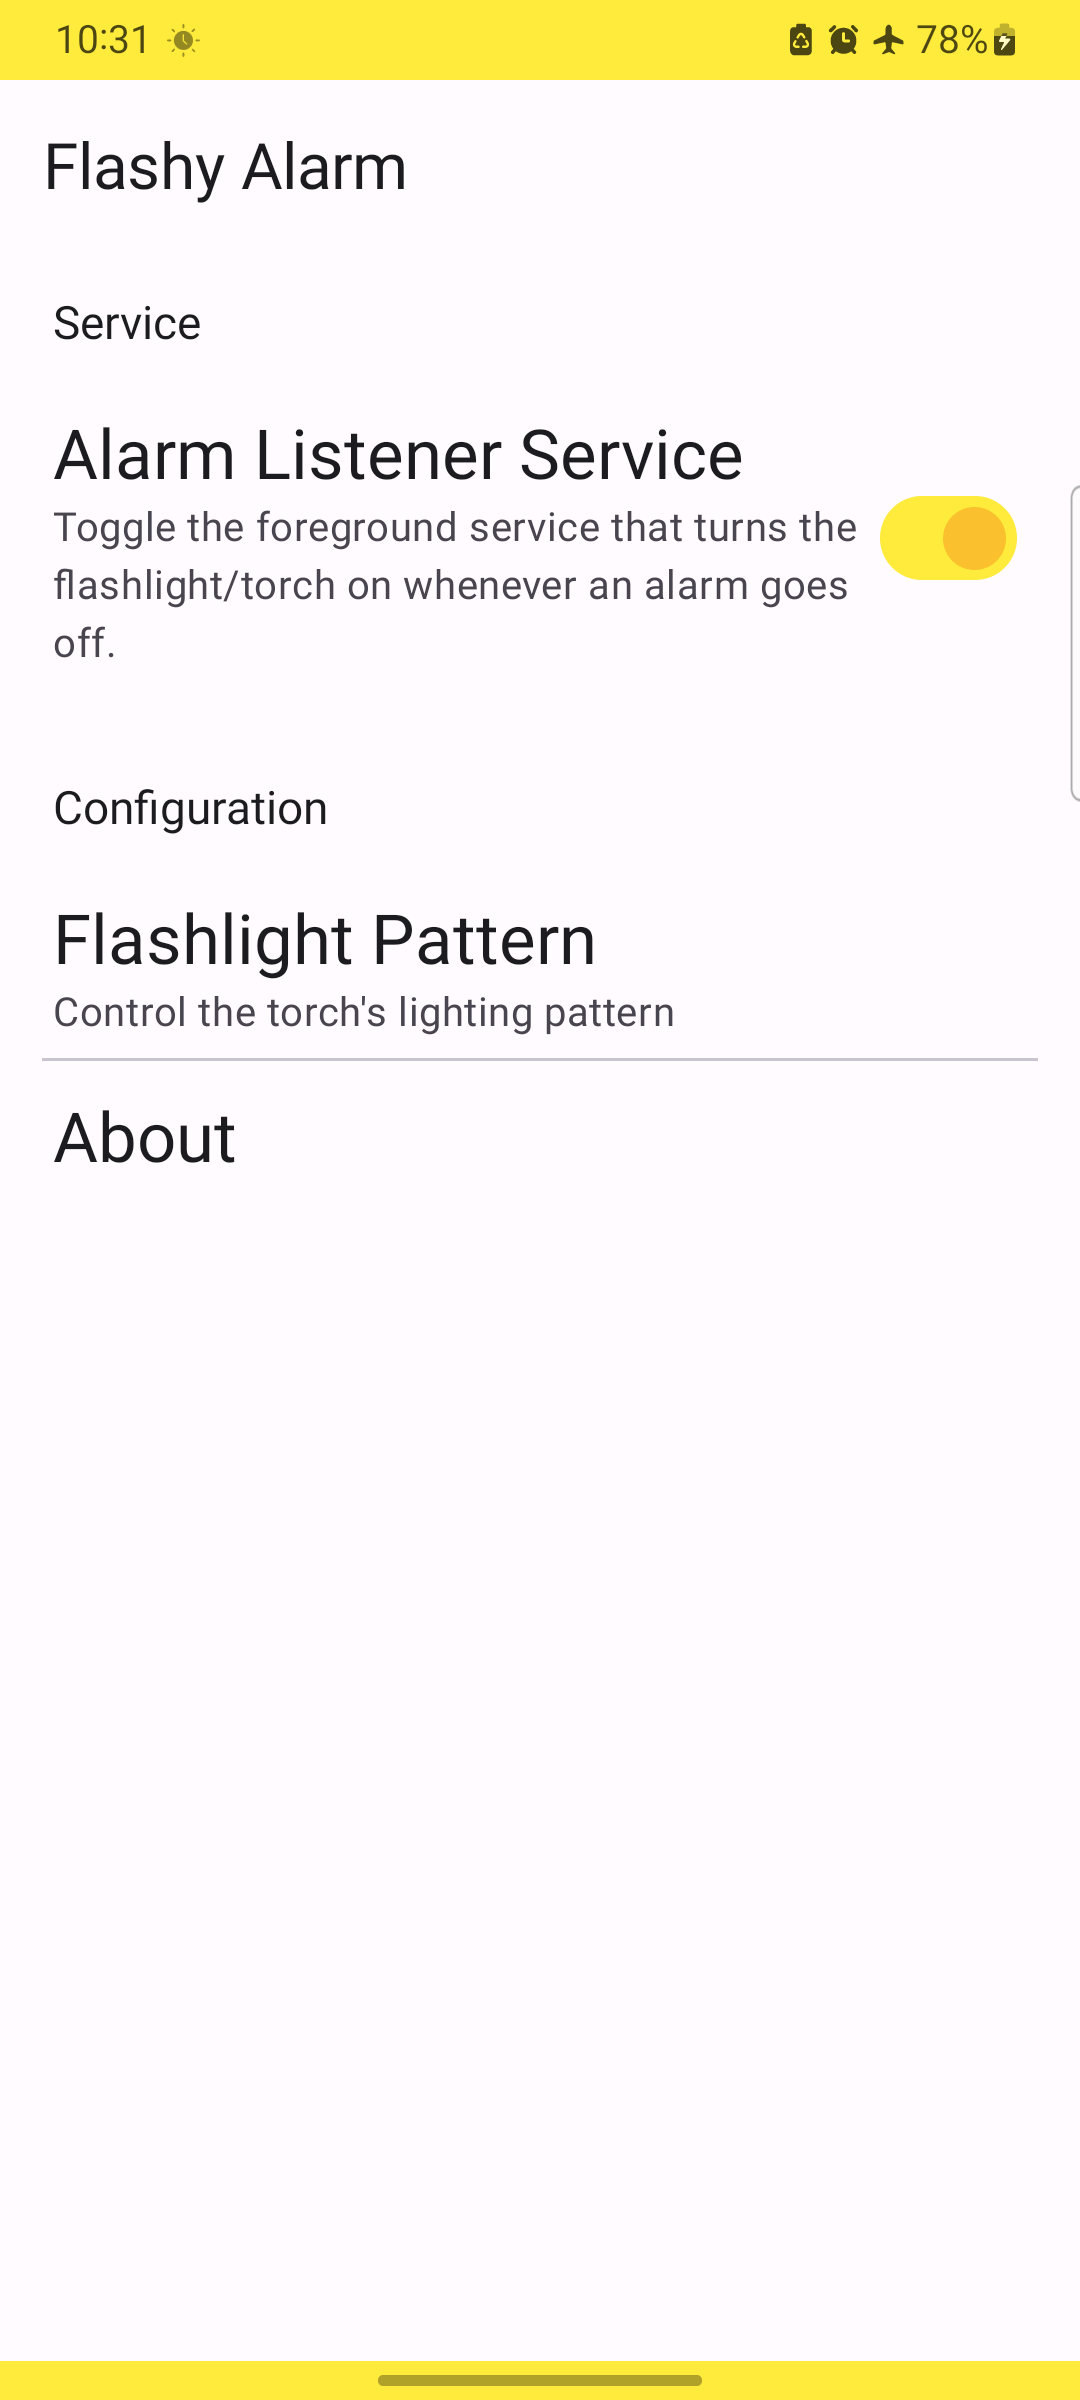 10:31
78%
Flashy Alarm
Service
Alarm Listener Service
Toggle the foreground service that turns the
flashlight/torch on whenever an alarm goes
off.
Configuration
Flashlight Pattern
Control the torch's lighting pattern
About